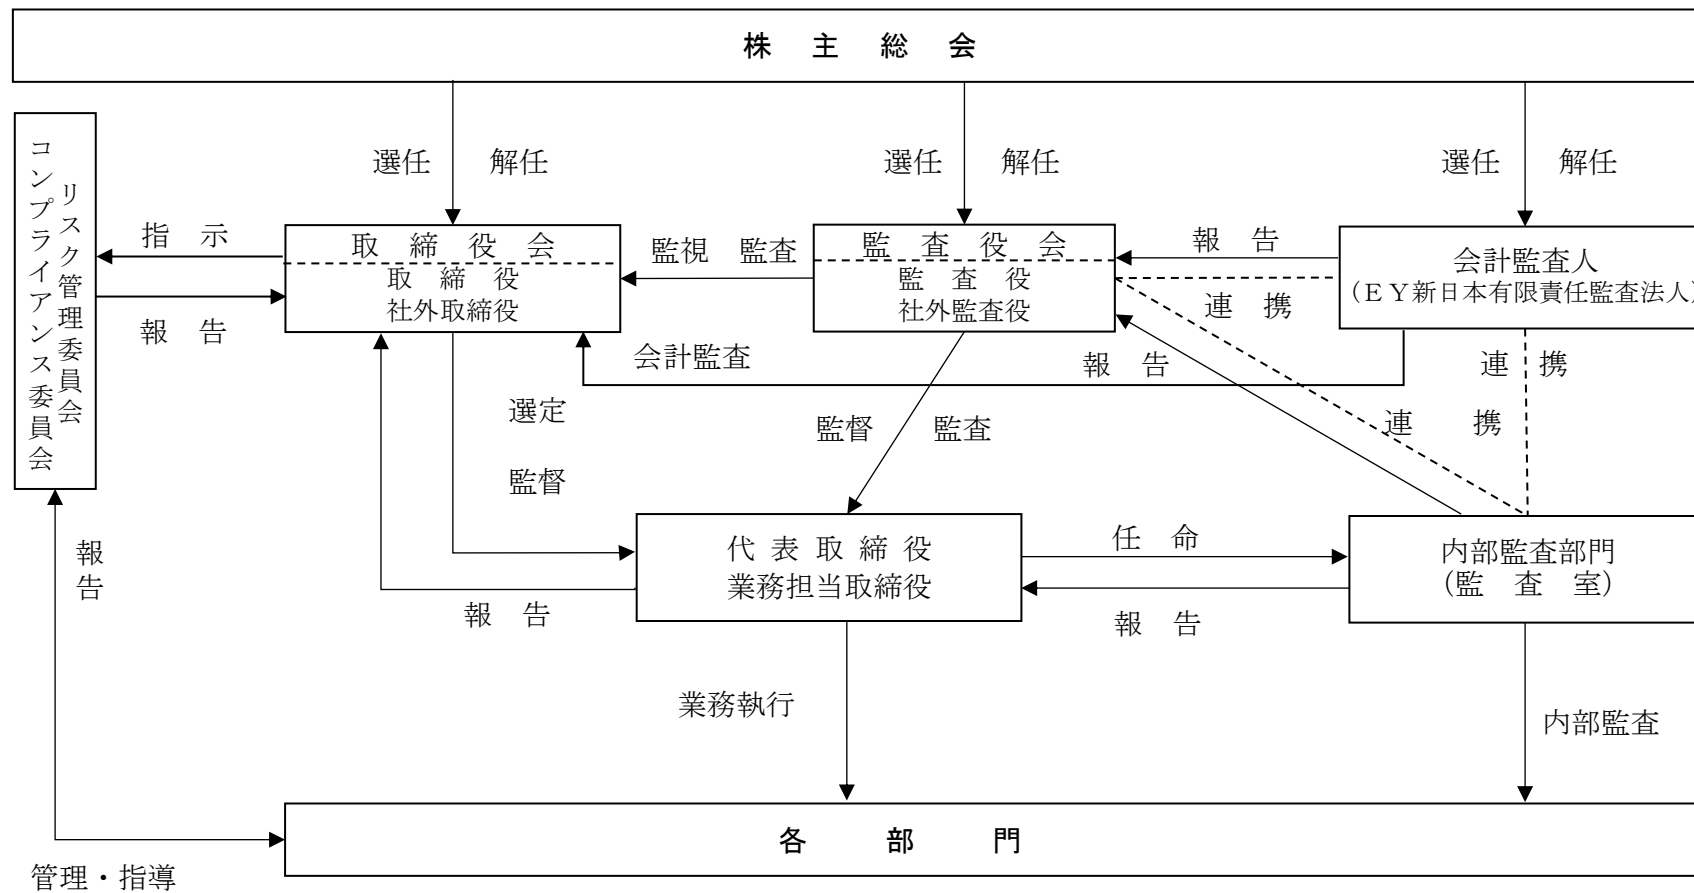 株 主 総 会
選任 解任
選任 解任
選任 解任
リスク管理委員会
コンプライアンス委員会
指 示
報 告
取 締 役 会
取 締 役
社外取締役
監視 監査
監 査 役 会
監 査 役
社外監査役
報 告
連 携
会計監査人
(EY新日本有限責任監査法人)
会計監査
報 告
連 携
連 携
選定
監督
監督 監査
報告
代 表 取 締 役
業務担当取締役
任 命
報 告
内部監査部門
(監 査 室)
報 告
業務執行
内部監査
各 部 門
管理・指導